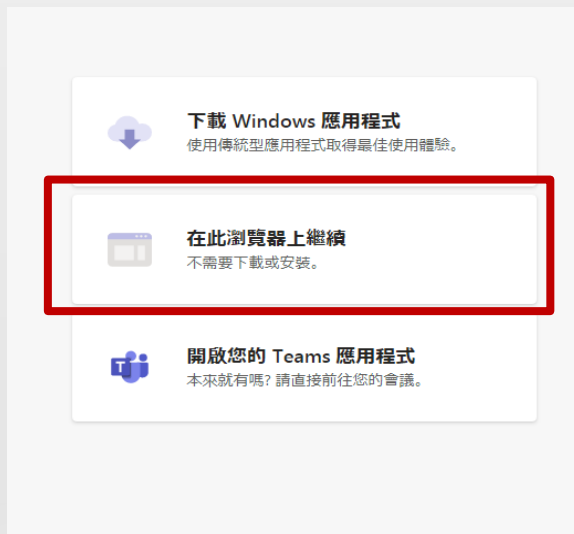 下載 Windows 應用程式
使用傳統型應用程式取得最佳使用體驗。
在此瀏覽器上繼續
不需要下載或安裝。
開啟您的 Teams 應用程式
本來就有嗎? 請直接前往您的會議。